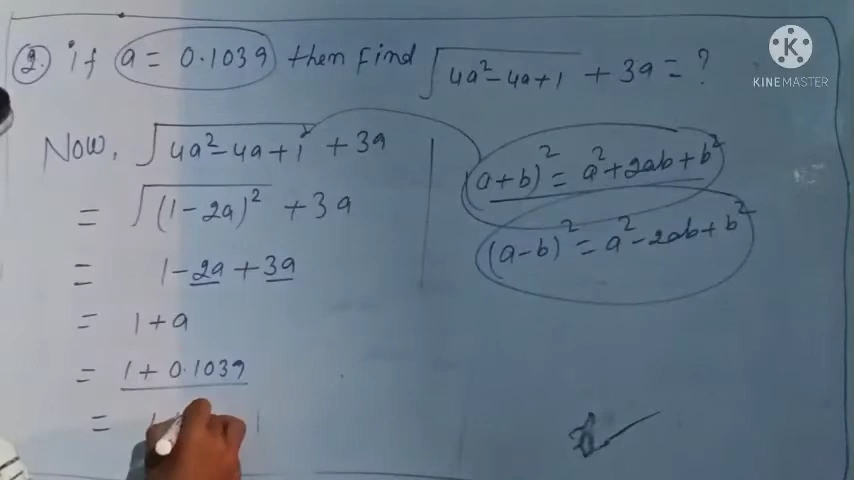 2. if a = 0.1039 then find √4a² - 4a + 1 + 3a = ?
K
KINEMASTER
Now, √4a² - 4a + 1 + 3a
= √(1 - 2a)² + 3a
= 1 - 2a + 3a
= 1 + a
= 1 + 0.1039
=
a + b)² = a² + 2ab + b²
(a - b)² = a² - 2ab + b²